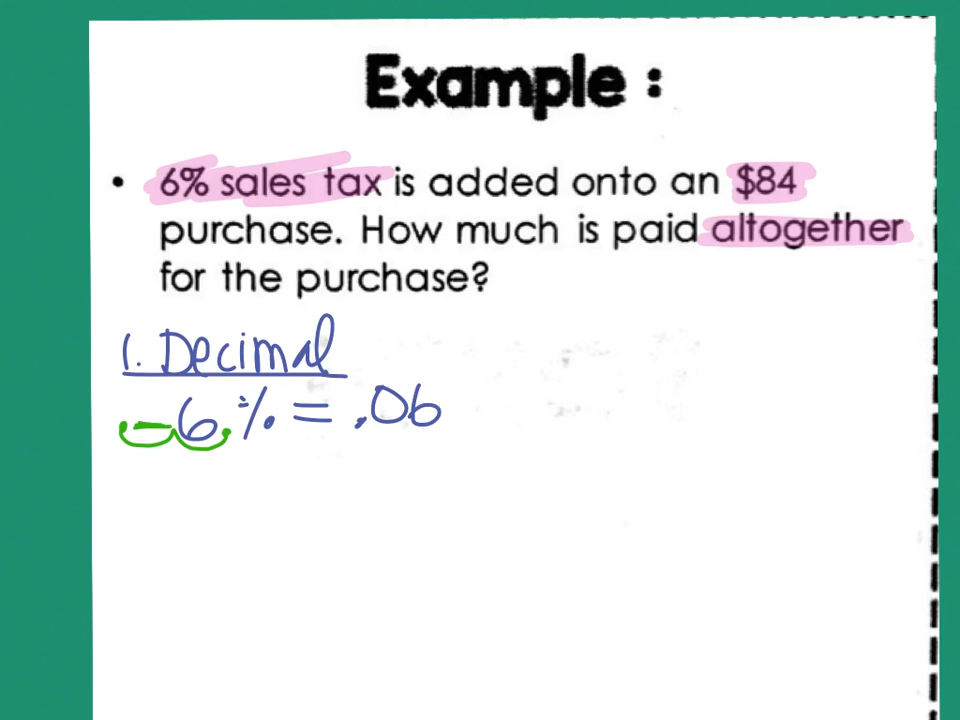 Example :
• 6% sales tax is added onto an $84
purchase. How much is paid altogether
for the purchase?
1. Decimal
6.% = .06